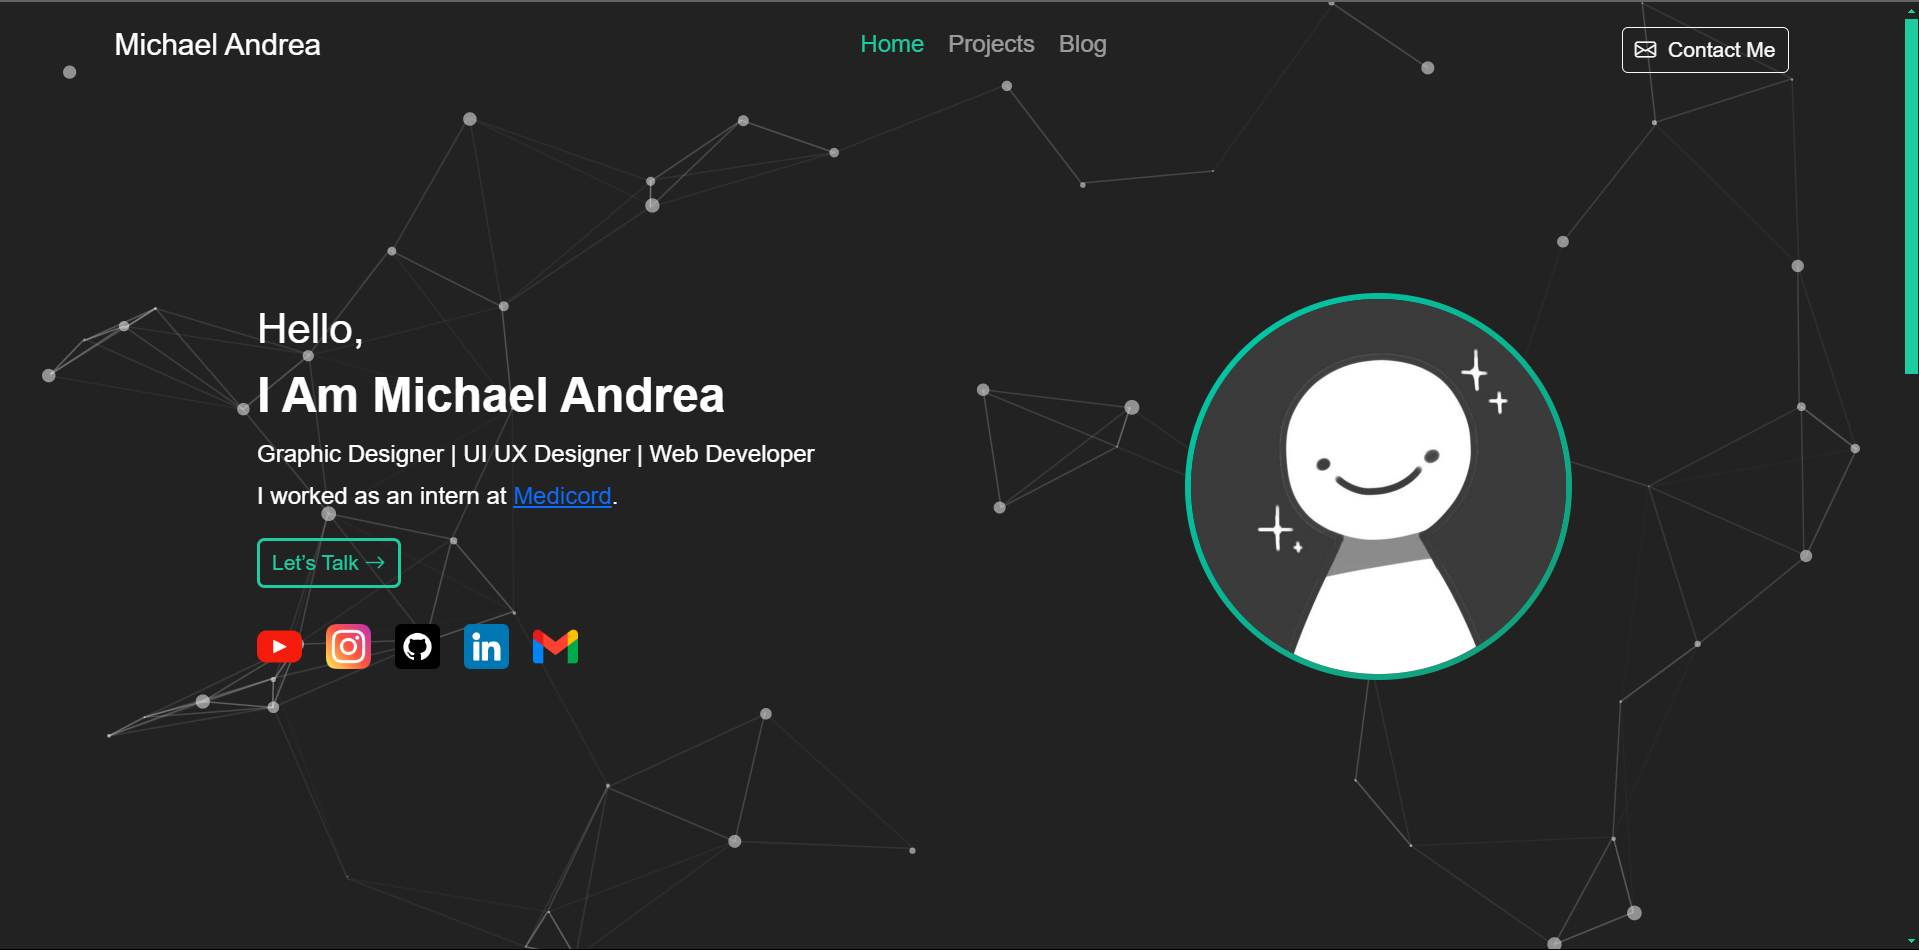 Michael Andrea
Home Projects Blog
Contact Me
Hello,
I Am Michael Andrea
Graphic Designer | UI UX Designer | Web Developer
I worked as an intern at Medicord.
Let’s Talk →
in